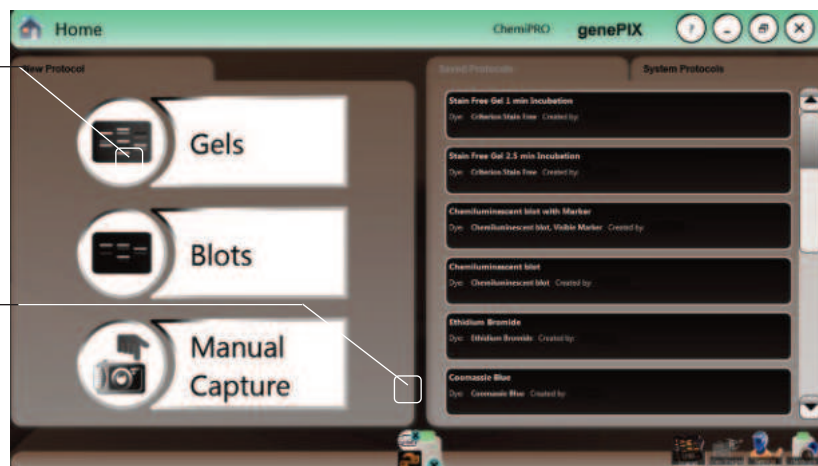 Home
ChemiPRO genePIX
New Protocol
Gels
Blots
Manual
Capture
Saved Protocols
System Protocols
Stain Free Gel 1 min Incubation
Dye: Criterion Stain Free Created by:
Stain Free Gel 2.5 min Incubation
Dye: Criterion Stain Free Created by:
Chemiluminescent blot with Marker
Dye: Chemiluminescent blot, Visible Marker Created by:
Chemiluminescent blot
Dye: Chemiluminescent blot Created by:
Ethidium Bromide
Dye: Ethidium Bromide Created by:
Coomassie Blue
Dye: Coomassie Blue Created by: